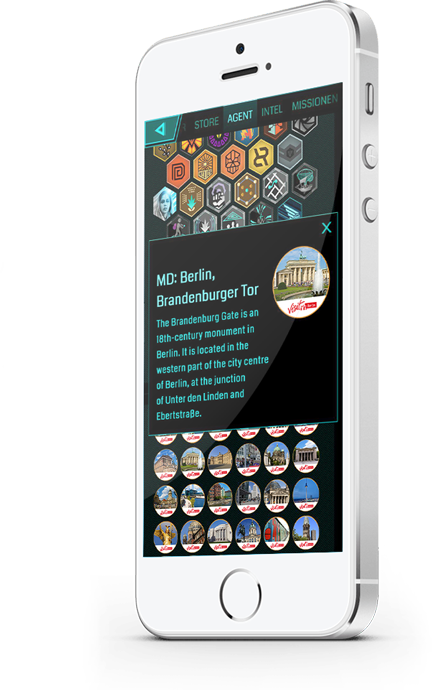 STORE AGENT INTEL MISSIONEN
X
MD: Berlin,
Brandenburger Tor
The Brandenburg Gate is an
18th-century monument in
Berlin. It is located in the
western part of the city centre
of Berlin, at the junction
of Unter den Linden and
Ebertstraße.
visit